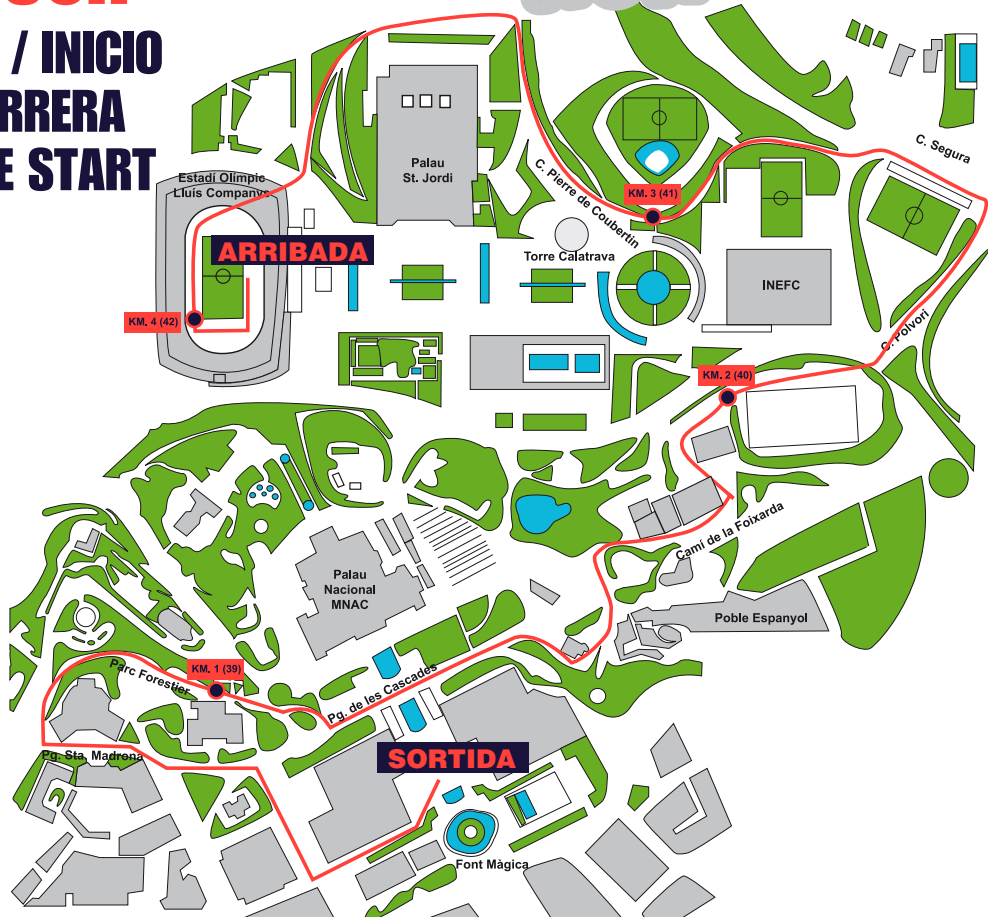 / INICIO
RRERA
E START
C. Segura
Palau
St. Jordi
Estadi Olímpic
Lluís Companys
KM. 3 (41)
C. Pierre de Coubertin
ARRIBADA
Torre Calatrava
INEFC
KM. 4 (42)
C. Polvori
KM. 2 (40)
Camí de la Foixarda
Palau
Nacional
MNAC
Poble Espanyol
KM. 1 (39)
Parc Forestier
Pg. de les Cascades
Pg. Sta. Madrona
SORTIDA
Font Màgica